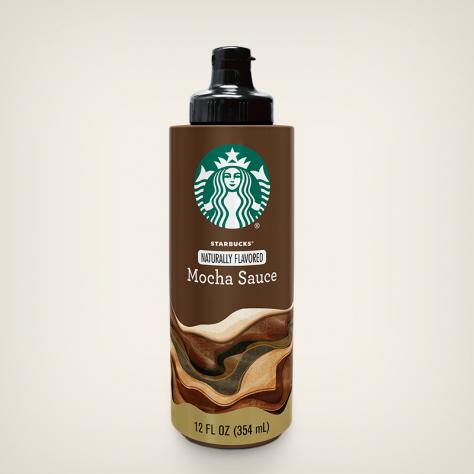 ®
STARBUCKS®
NATURALLY FLAVORED
Mocha Sauce
12 FL OZ (354 mL)